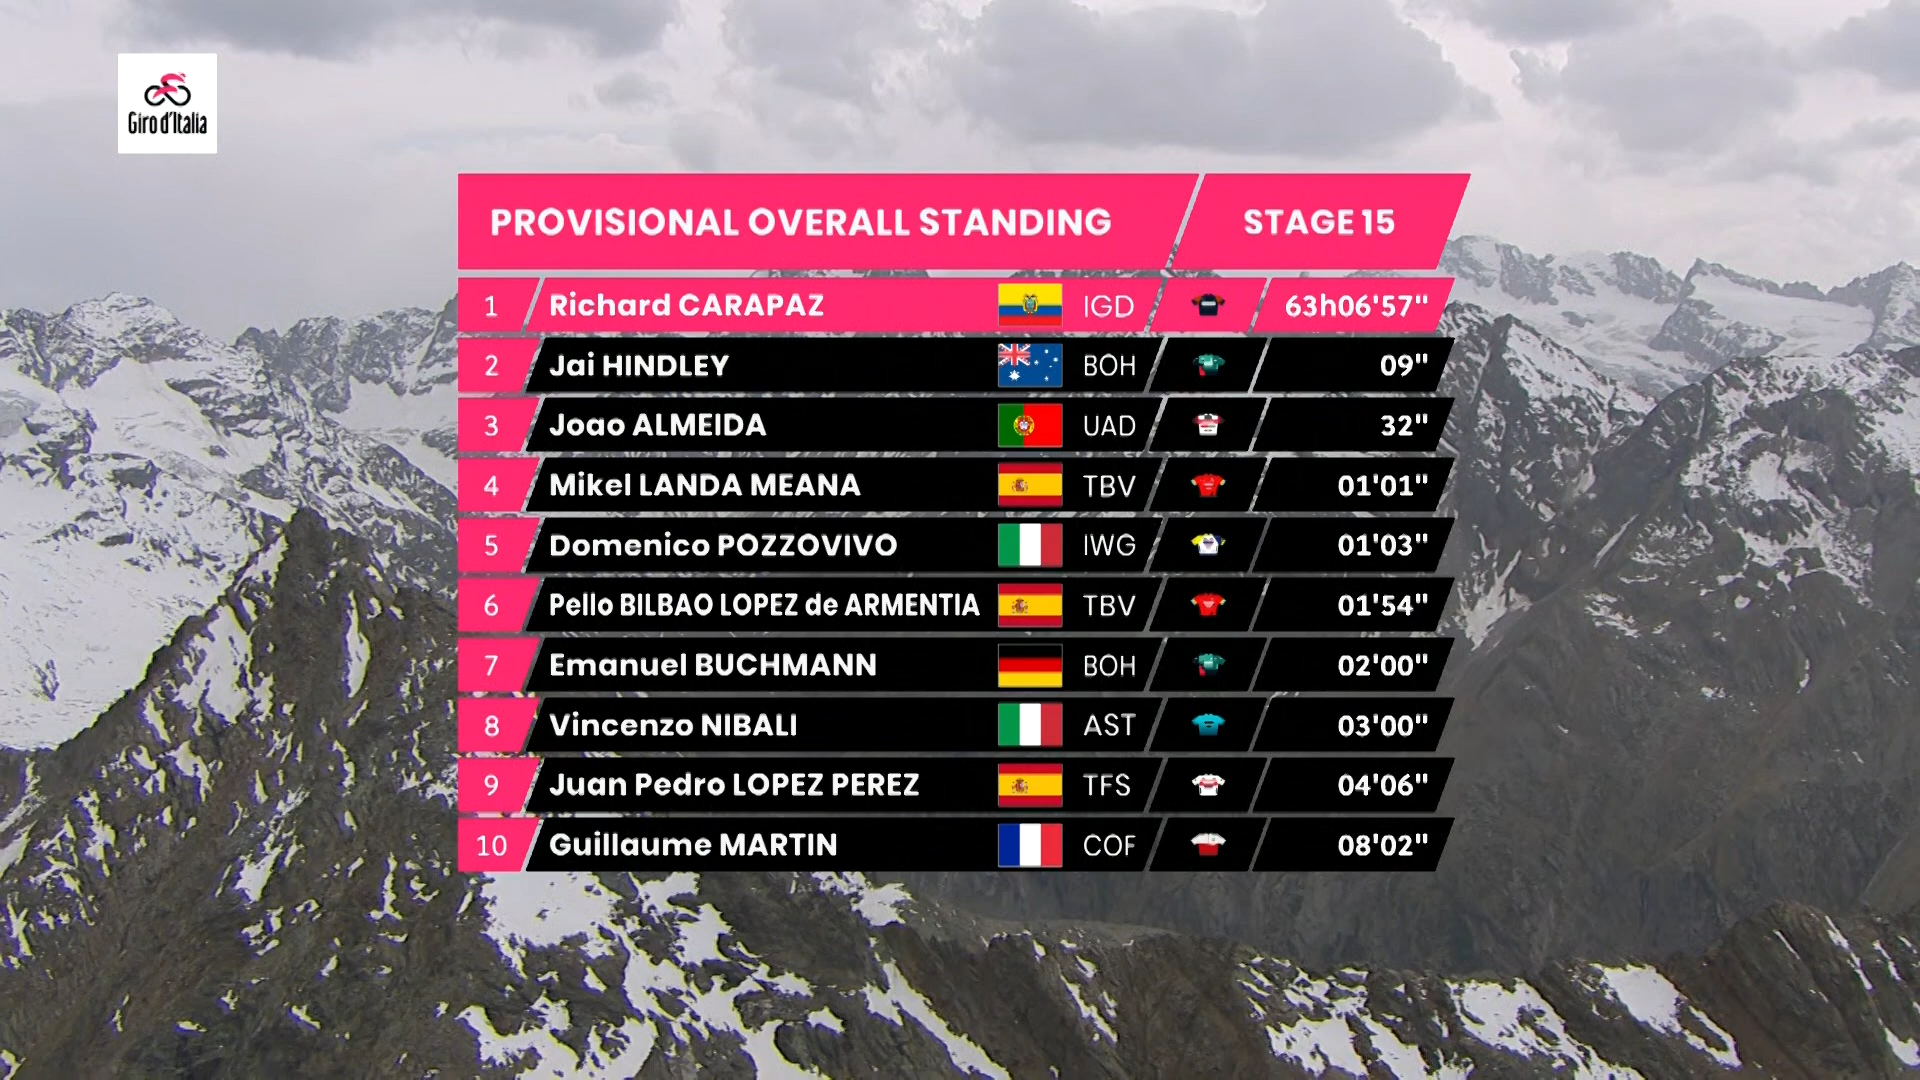 Giro d'Italia
PROVISIONAL OVERALL STANDING STAGE 15
1 Richard CARAPAZ IGD 63h06'57"
2 Jai HINDLEY BOH 09"
3 Joao ALMEIDA UAD 32"
4 Mikel LANDA MEANA TBV 01'01"
5 Domenico POZZOVIVO IWG 01'03"
6 Pello BILBAO LOPEZ de ARMENTIA TBV 01'54"
7 Emanuel BUCHMANN BOH 02'00"
8 Vincenzo NIBALI AST 03'00"
9 Juan Pedro LOPEZ PEREZ TFS 04'06"
10 Guillaume MARTIN COF 08'02"